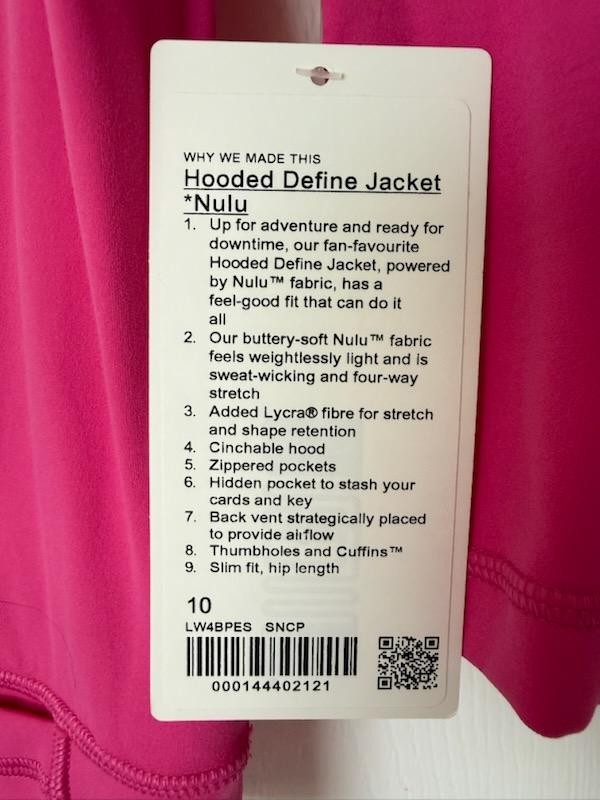 WHY WE MADE THIS
Hooded Define Jacket
*Nulu
1. Up for adventure and ready for
downtime, our fan-favourite
Hooded Define Jacket, powered
by Nulu™ fabric, has a
feel-good fit that can do it
all
2. Our buttery-soft Nulu™ fabric
feels weightlessly light and is
sweat-wicking and four-way
stretch
3. Added Lycra® fibre for stretch
and shape retention
4. Cinchable hood
5. Zippered pockets
6. Hidden pocket to stash your
cards and key
7. Back vent strategically placed
to provide airflow
8. Thumbholes and Cuffins™
9. Slim fit, hip length
10
LW4BPES SNCP
000144402121